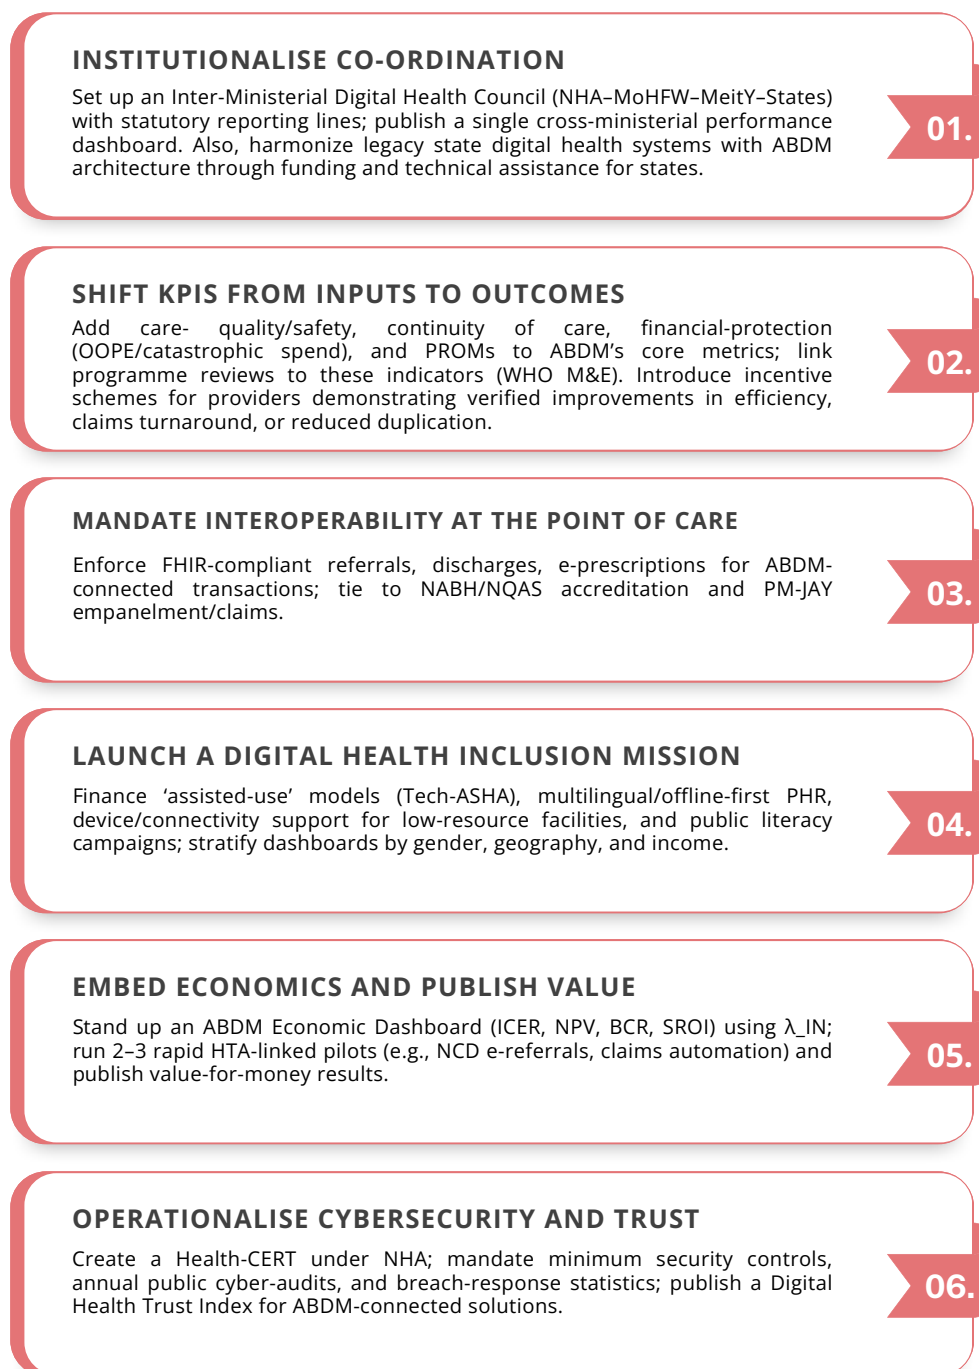 INSTITUTIONALISE CO-ORDINATION
Set up an Inter-Ministerial Digital Health Council (NHA–MoHFW–MeitY–States)
with statutory reporting lines; publish a single cross-ministerial performance
dashboard. Also, harmonize legacy state digital health systems with ABDM
architecture through funding and technical assistance for states.
01.
SHIFT KPIS FROM INPUTS TO OUTCOMES
Add care- quality/safety, continuity of care, financial-protection
(OOPE/catastrophic spend), and PROMs to ABDM’s core metrics; link
programme reviews to these indicators (WHO M&E). Introduce incentive
schemes for providers demonstrating verified improvements in efficiency,
claims turnaround, or reduced duplication.
02.
MANDATE INTEROPERABILITY AT THE POINT OF CARE
Enforce FHIR-compliant referrals, discharges, e-prescriptions for ABDM-
connected transactions; tie to NABH/NQAS accreditation and PM-JAY
empanelment/claims.
03.
LAUNCH A DIGITAL HEALTH INCLUSION MISSION
Finance ‘assisted-use’ models (Tech-ASHA), multilingual/offline-first PHR,
device/connectivity support for low-resource facilities, and public literacy
campaigns; stratify dashboards by gender, geography, and income.
04.
EMBED ECONOMICS AND PUBLISH VALUE
Stand up an ABDM Economic Dashboard (ICER, NPV, BCR, SROI) using λ_IN;
run 2–3 rapid HTA-linked pilots (e.g., NCD e-referrals, claims automation) and
publish value-for-money results.
05.
OPERATIONALISE CYBERSECURITY AND TRUST
Create a Health-CERT under NHA; mandate minimum security controls,
annual public cyber-audits, and breach-response statistics; publish a Digital
Health Trust Index for ABDM-connected solutions.
06.